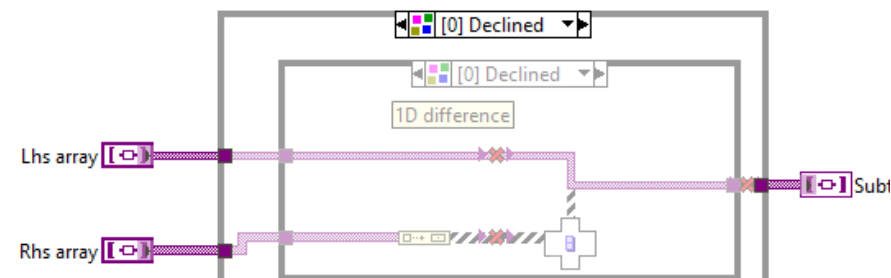 [0] Declined
[0] Declined
1D difference
Lhs array
Subt
Rhs array